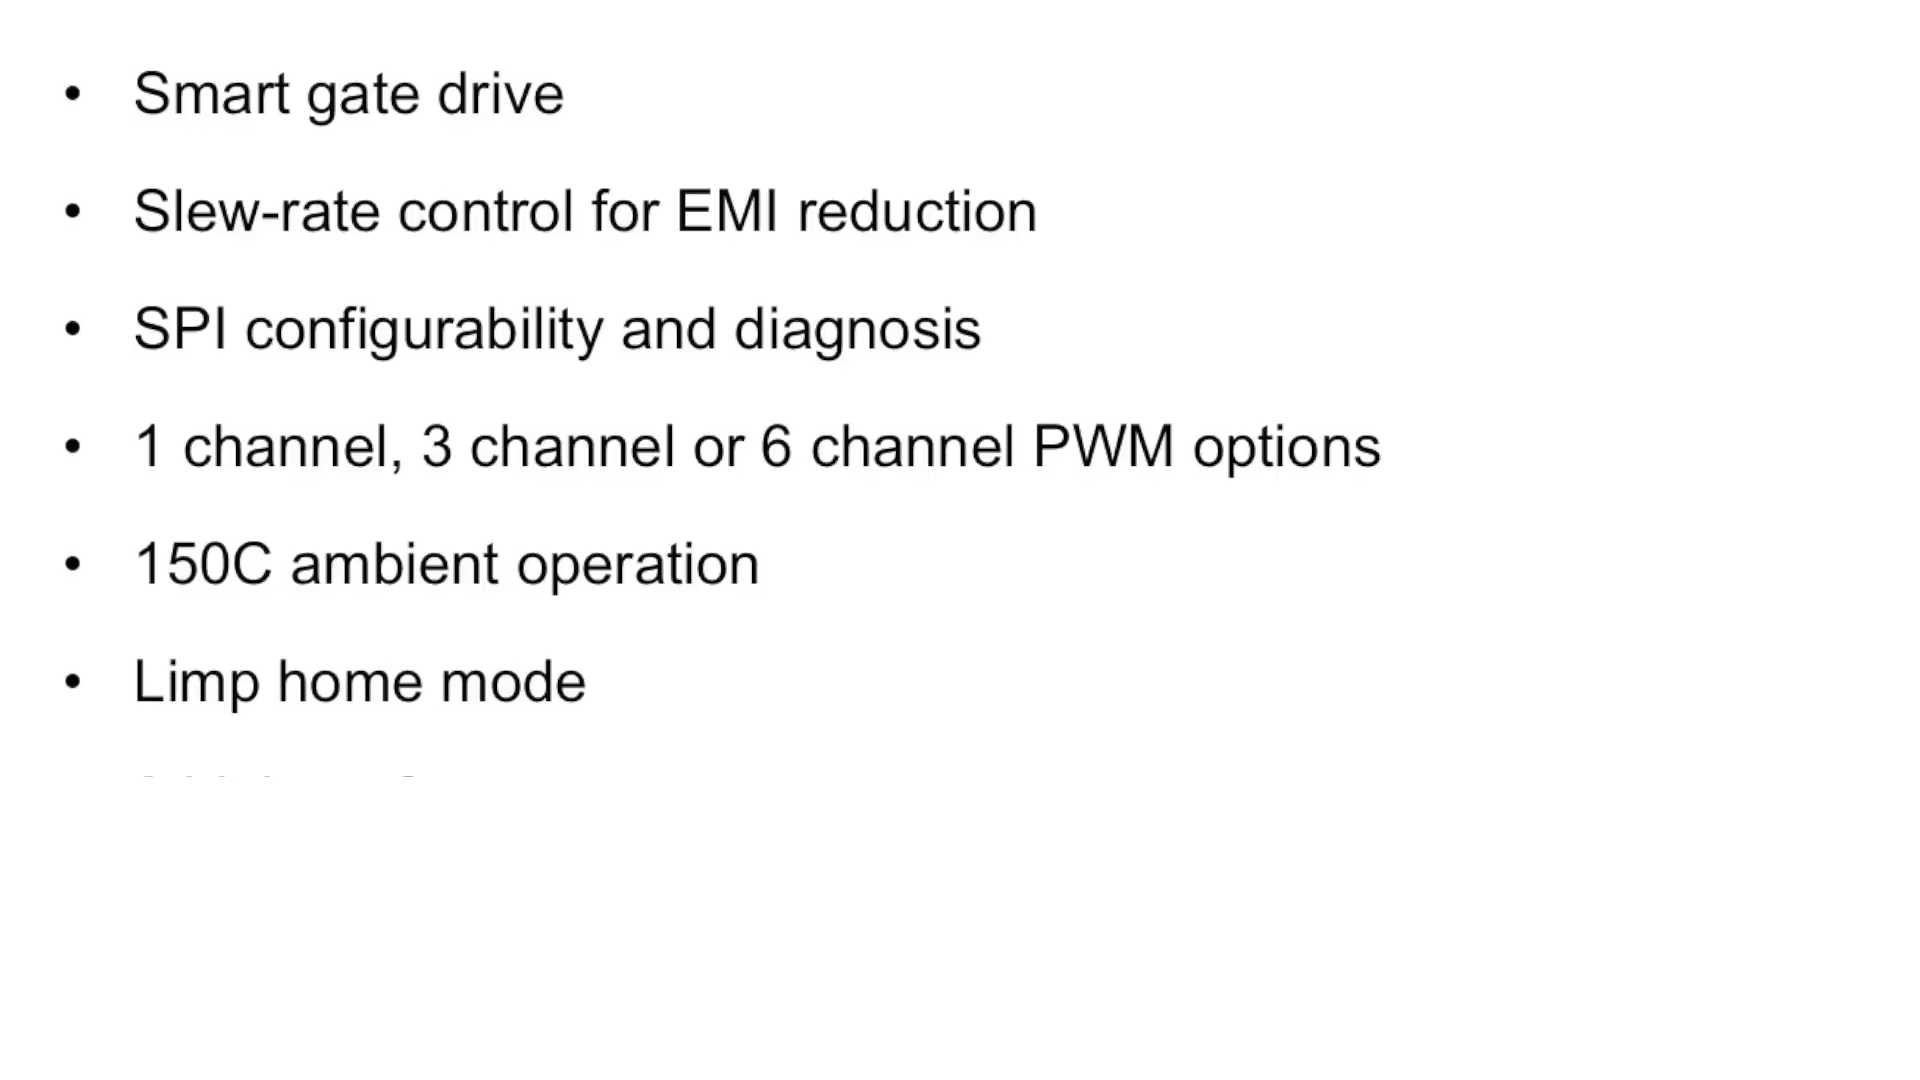 • Smart gate drive
• Slew-rate control for EMI reduction
• SPI configurability and diagnosis
• 1 channel, 3 channel or 6 channel PWM options
• 150C ambient operation
• Limp home mode